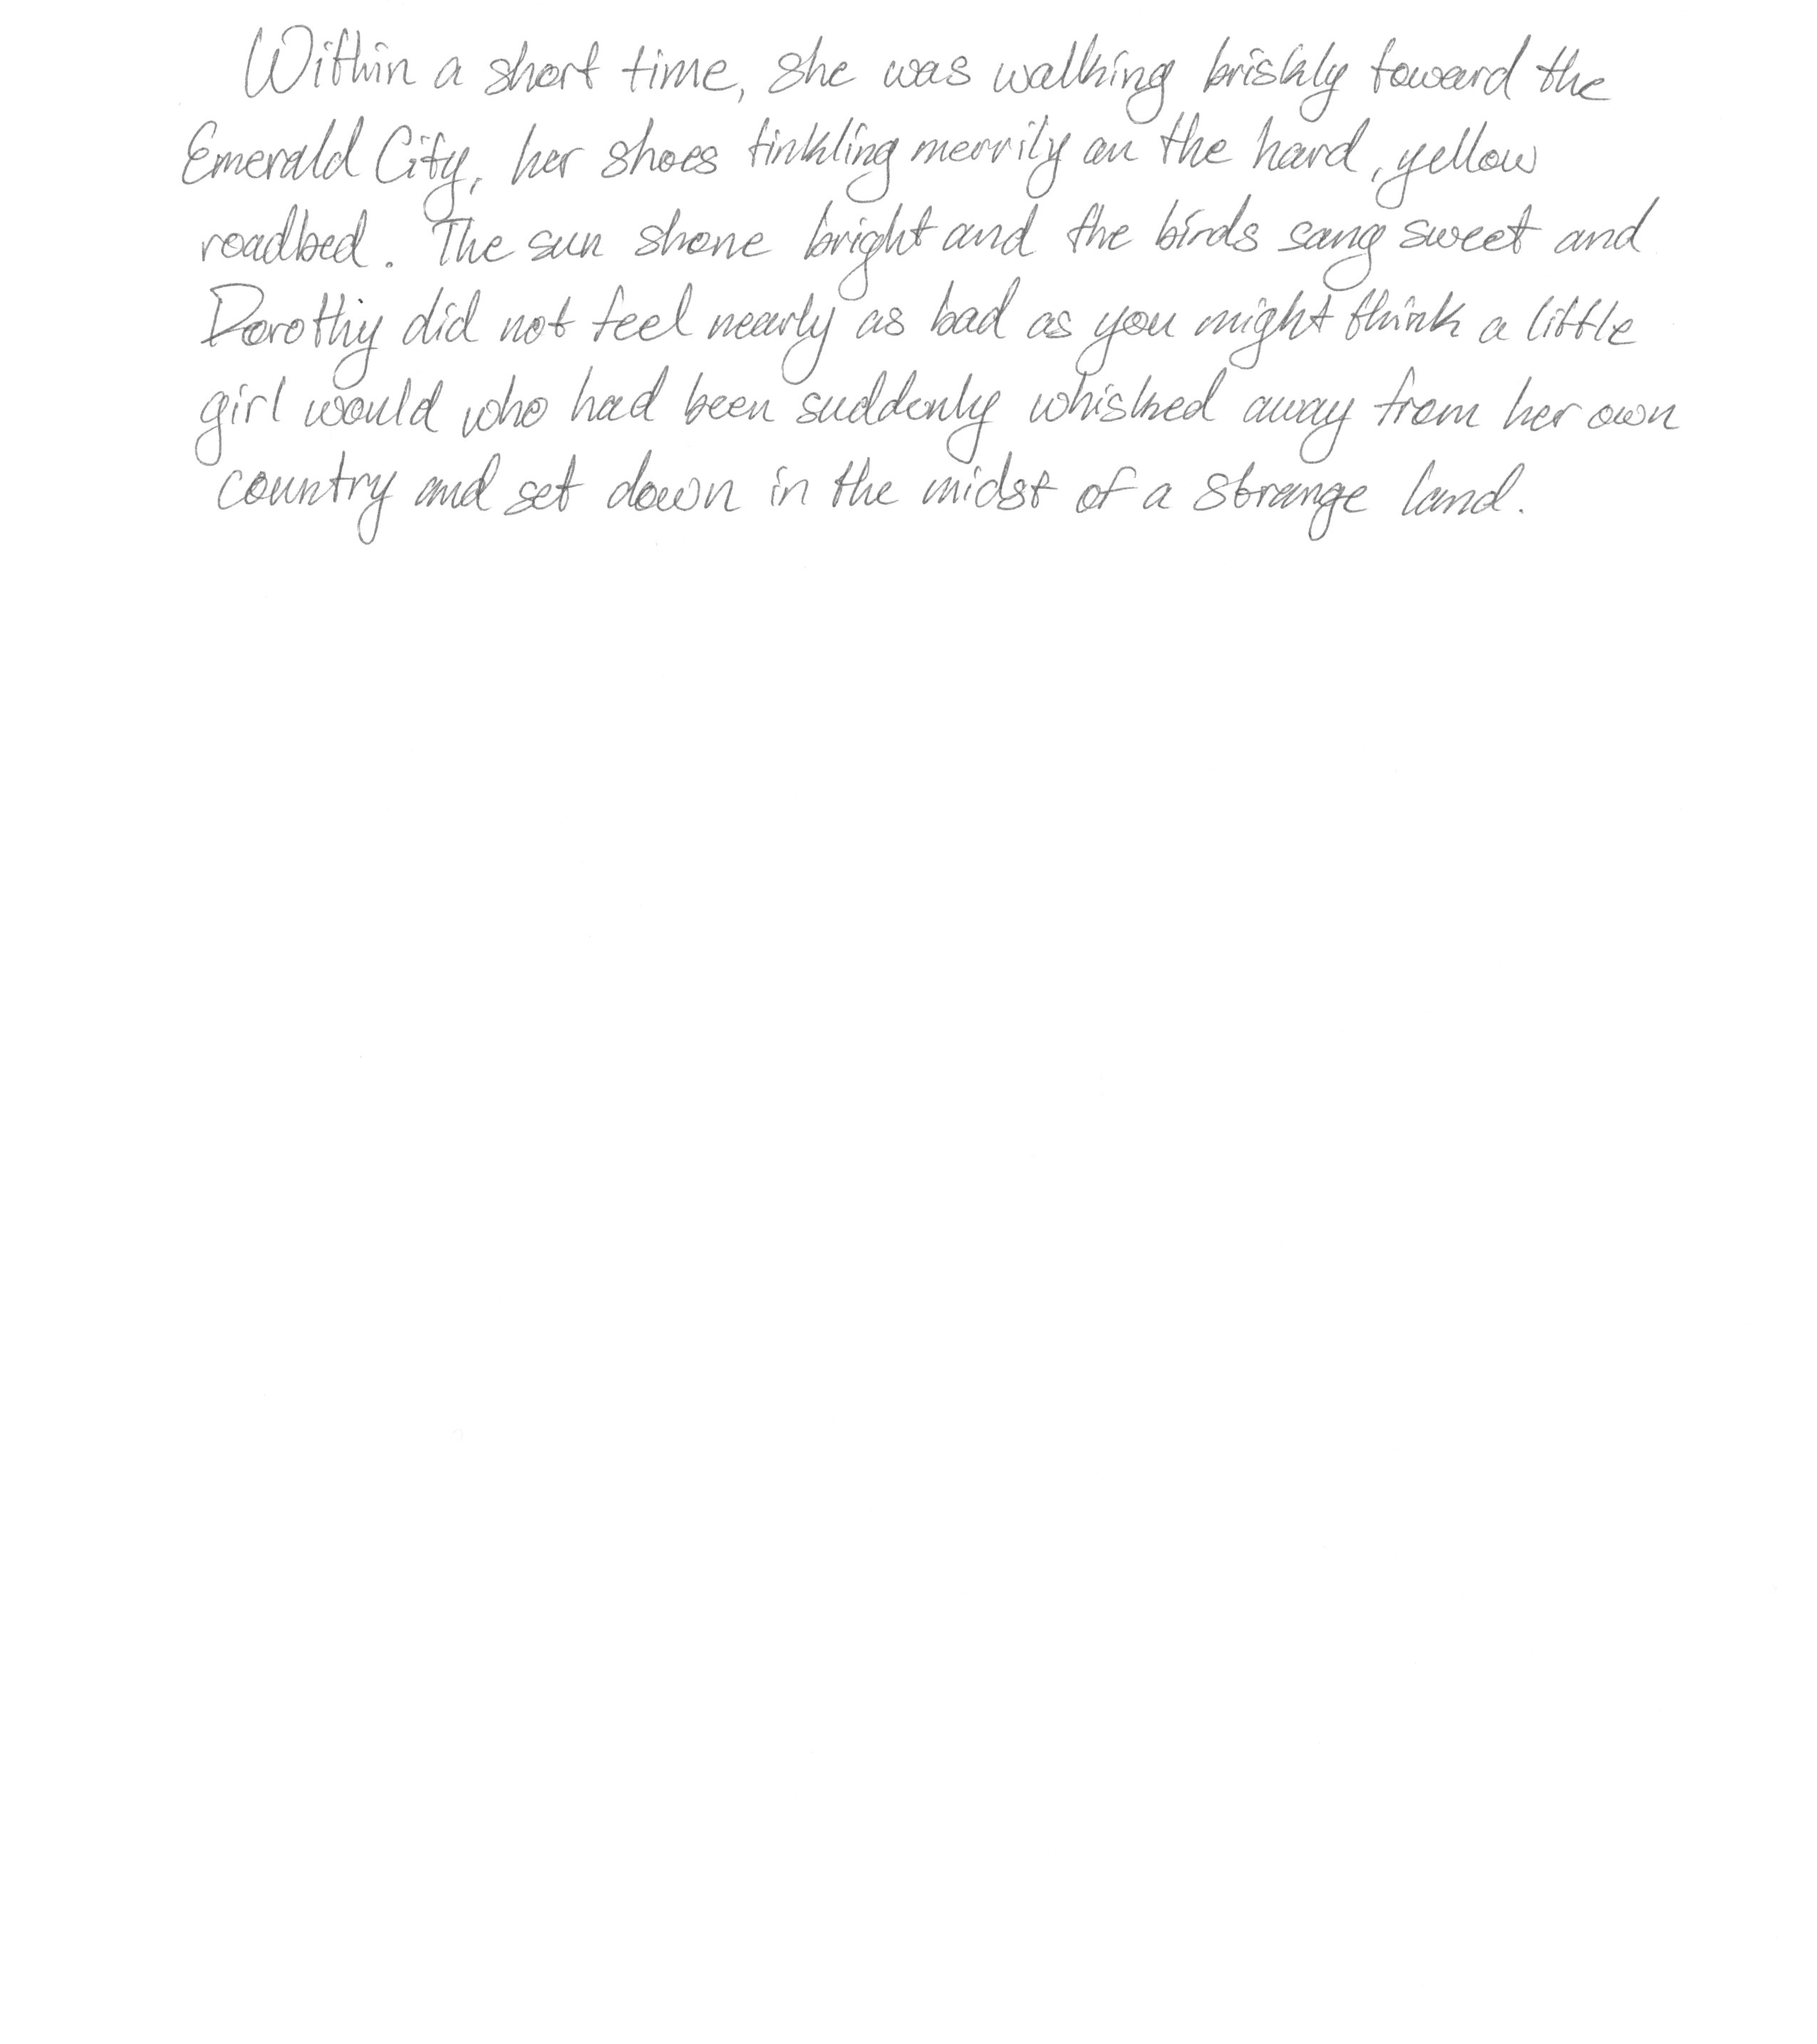 Within a short time, she was walking briskly toward the
Emerald City, her shoes tinkling merrily on the hard, yellow
roadbed. The sun shone bright and the birds sang sweet and
Dorothy did not feel nearly as bad as you might think a little
girl would who had been suddenly whisked away from her own
country and set down in the midst of a strange land.